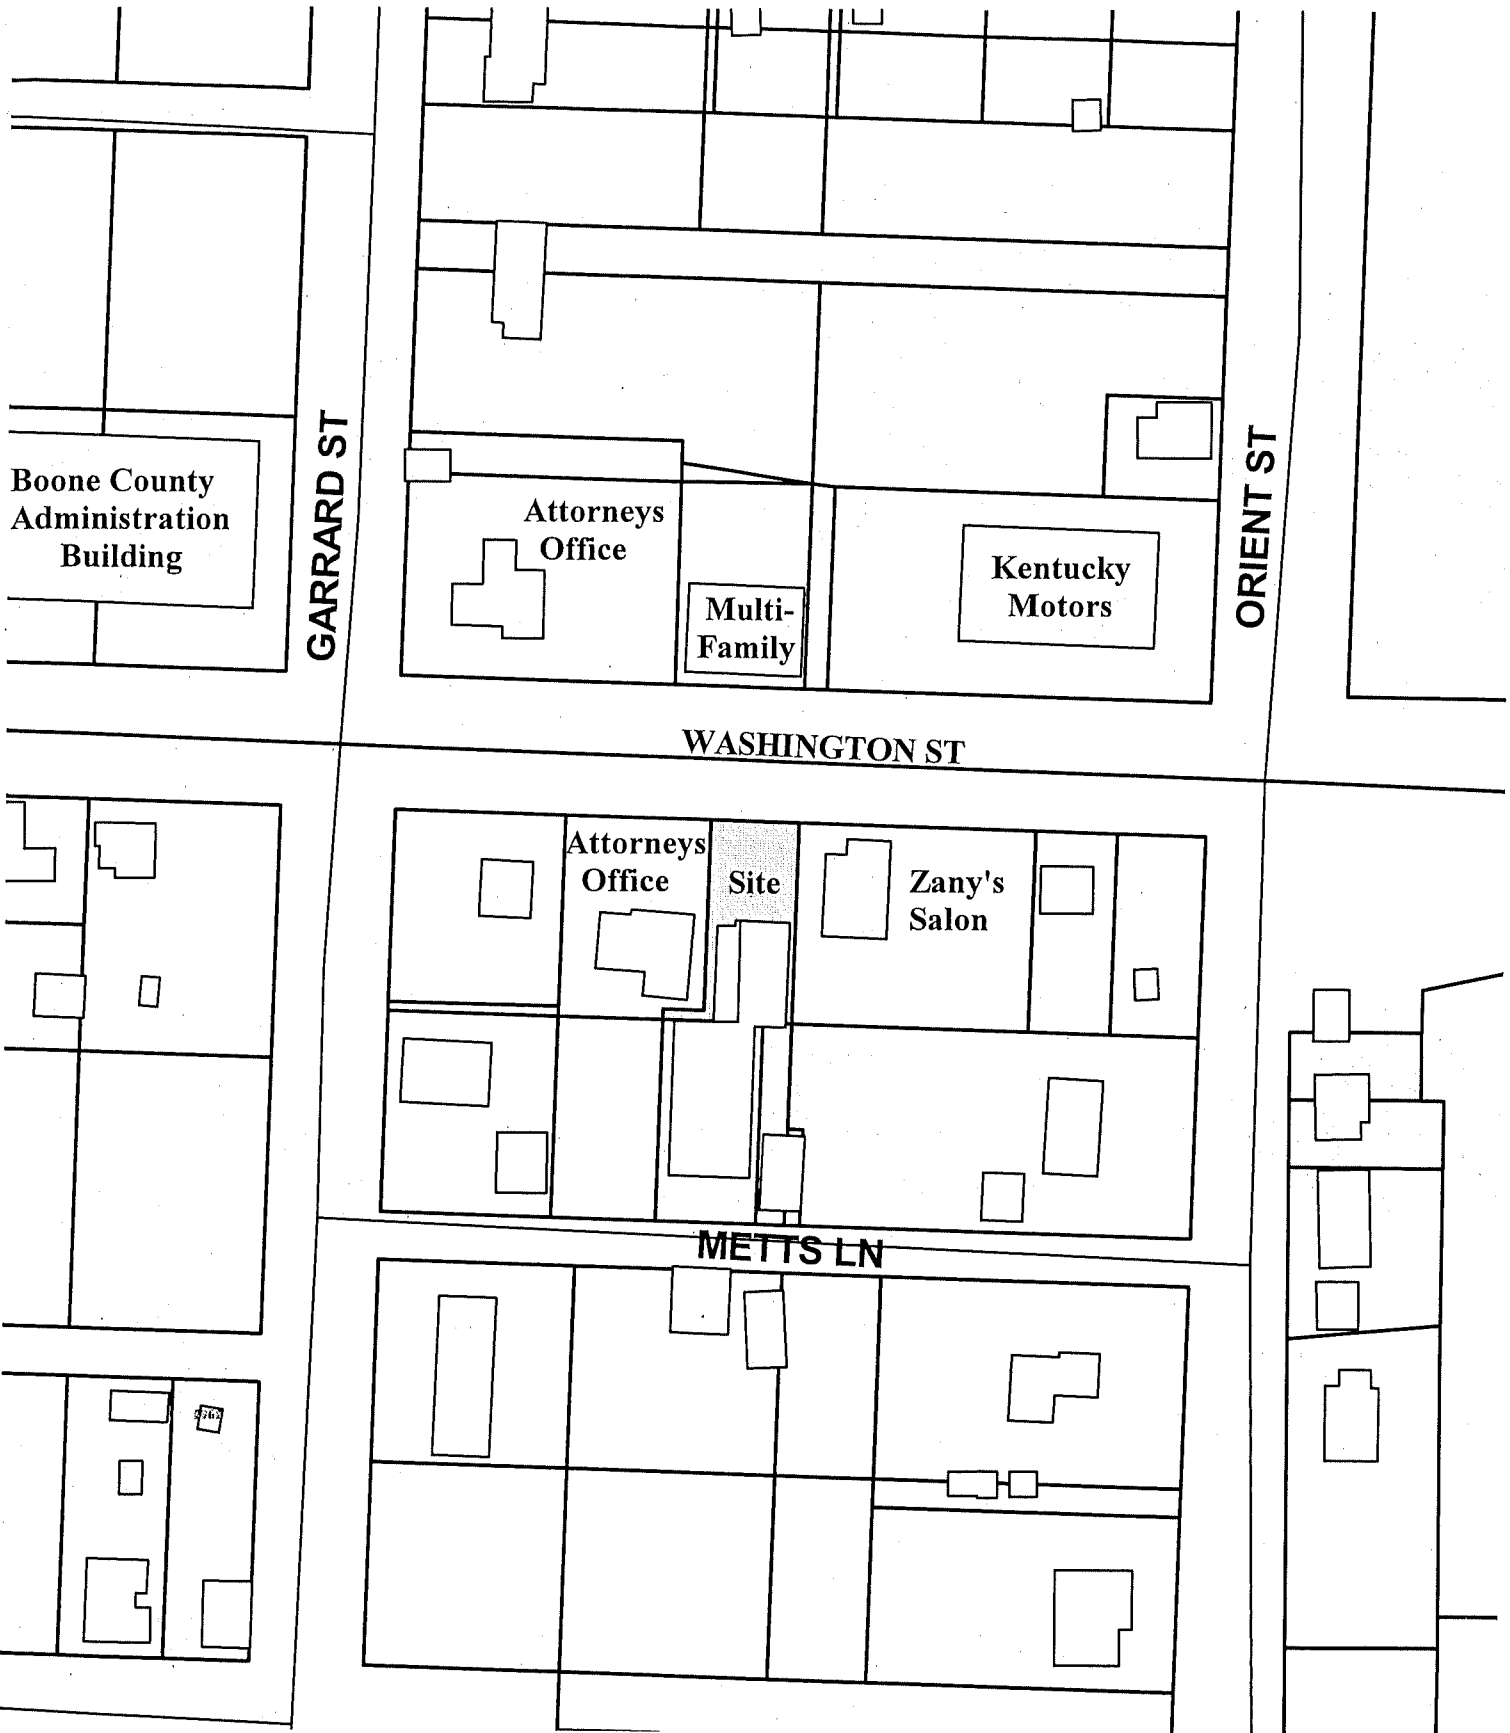 Boone County
Administration
Building
GARRARD ST
Attorneys
Office
Multi-
Family
Kentucky
Motors
ORIENT ST
WASHINGTON ST
Attorneys
Office
Site
Zany's
Salon
METTS LN